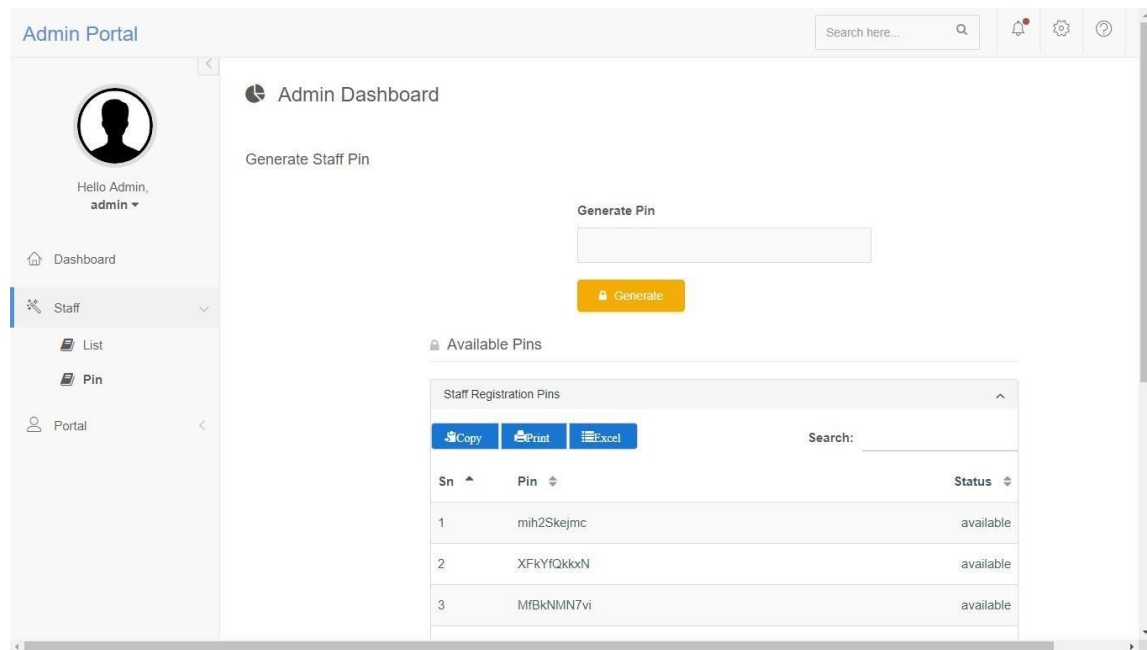 Admin Portal
Search here...
Hello Admin,
admin
Dashboard
Staff
List
Pin
Portal
Admin Dashboard
Generate Staff Pin
Generate Pin
Generate
Available Pins
Staff Registration Pins
Copy Print Excel Search:
Sn Pin Status
1 mih2Skejmc available
2 XFkYfQkkxN available
3 MfBkNMN7vi available